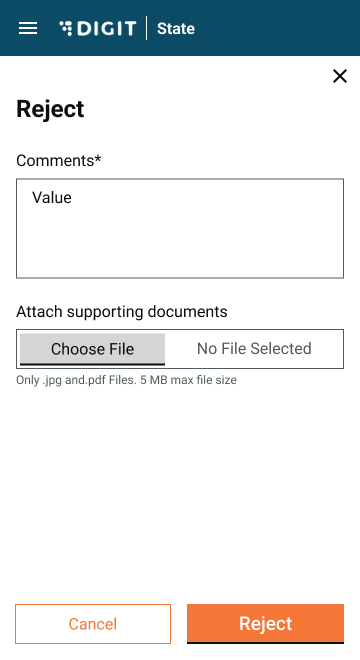 DIGIT | State
Reject
Comments*
Value
Attach supporting documents
Choose File No File Selected
Only .jpg and.pdf Files. 5 MB max file size
Cancel Reject